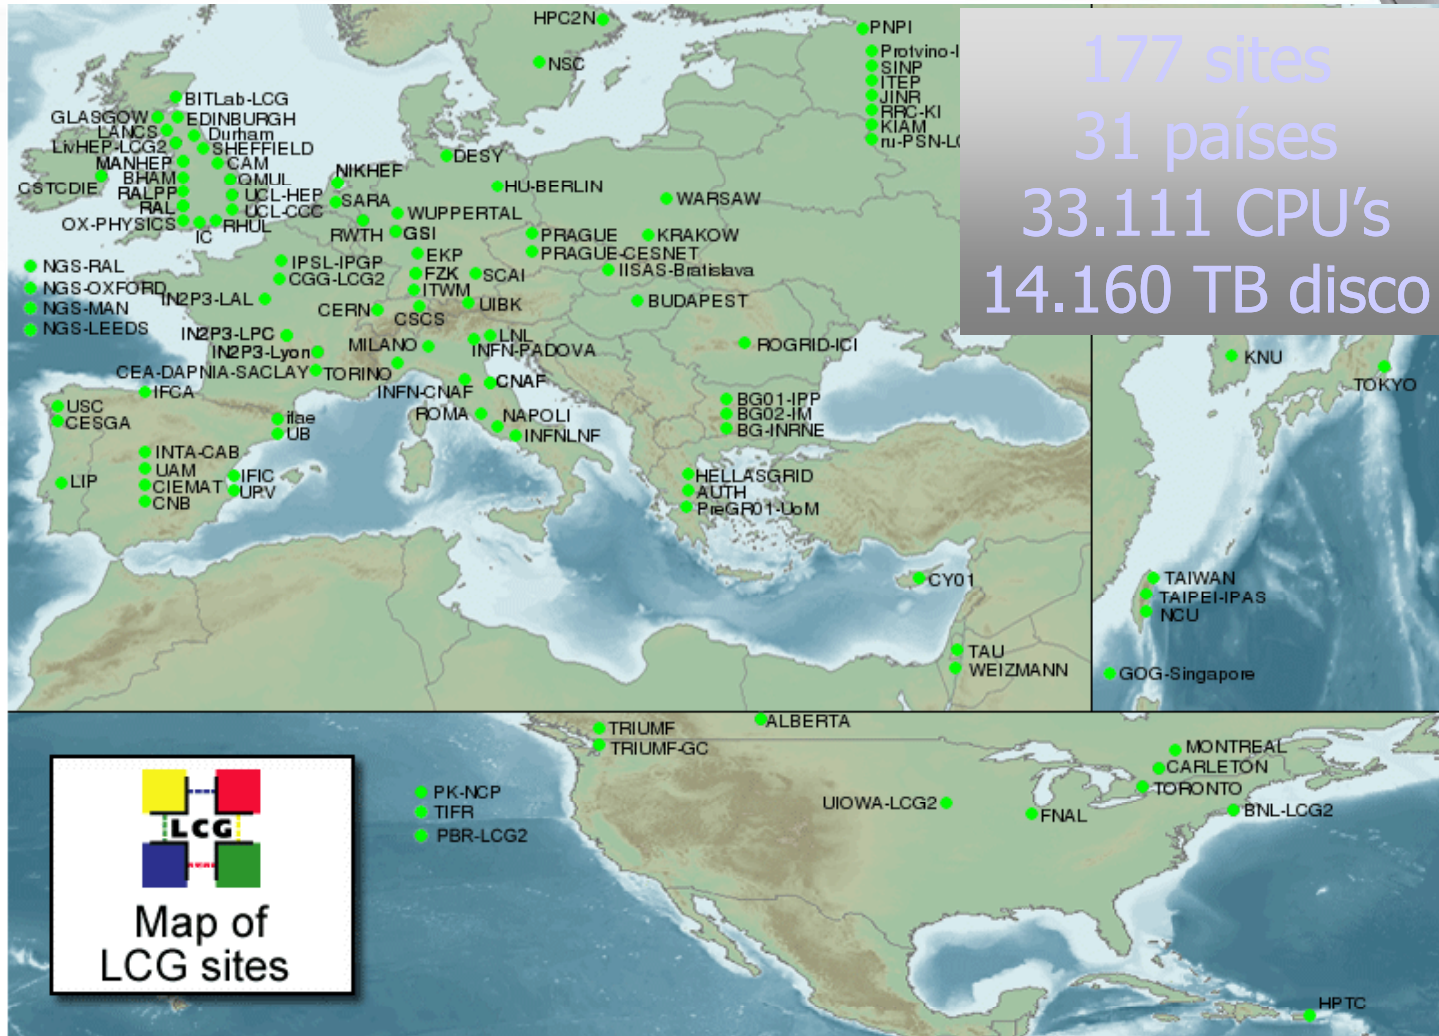 HPC2N
NSC
PNPI
Protvino-I
SINP
ITEP
JINR
RRC-KI
KIAM
ru-PSN-LC
177 sites
31 países
33.111 CPU’s
14.160 TB disco
BITLab-LCG
GLASGOW
EDINBURGH
LANCS
Durham
LivHEP-LCG2
SHEFFIELD
MANHEP
CAM
CSTCDIE
BHAM
QMUL
RALPP
UCL-HEP
RAL
UCL-CCC
OX-PHYSICS
IC
RHUL
DESY
NIKHEF
HU-BERLIN
SARA
WARSAW
WUPPERTAL
RWTH
GSI
PRAGUE
KRAKOW
PRAGUE-CESNET
EKP
IPSL-IPGP
FZK
SCAI
IISAS-Bratislava
CGG-LCG2
ITWM
NGS-RAL
NGS-OXFORD
NGS-MAN
NGS-LEEDS
IN2P3-LAL
CERN
CSCS
UIBK
BUDAPEST
IN2P3-LPC
MILANO
LNL
INFN-PADOVA
ROGRID-ICI
IN2P3-Lyon
CEA-DAPNIA-SACLAY
TORINO
INFN-CNAF
CNAF
IFCA
USC
CESGA
ifae
UB
ROMA
NAPOLI
INFNLNF
BG01-IPP
BG02-IM
BG-INRNE
INTA-CAB
UAM
CIEMAT
CNB
LIP
IFIC
UPV
HELLASGRID
AUTH
PreGR01-UoM
CY01
TAU
WEIZMANN
KNU
TOKYO
TAIWAN
TAIPEI-IPAS
NCU
GOG-Singapore
TRIUMF
TRIUMF-GC
ALBERTA
MONTREAL
CARLETON
TORONTO
UIOWA-LCG2
FNAL
BNL-LCG2
PK-NCP
TIFR
PBR-LCG2
HPTC
LCG
Map of
LCG sites